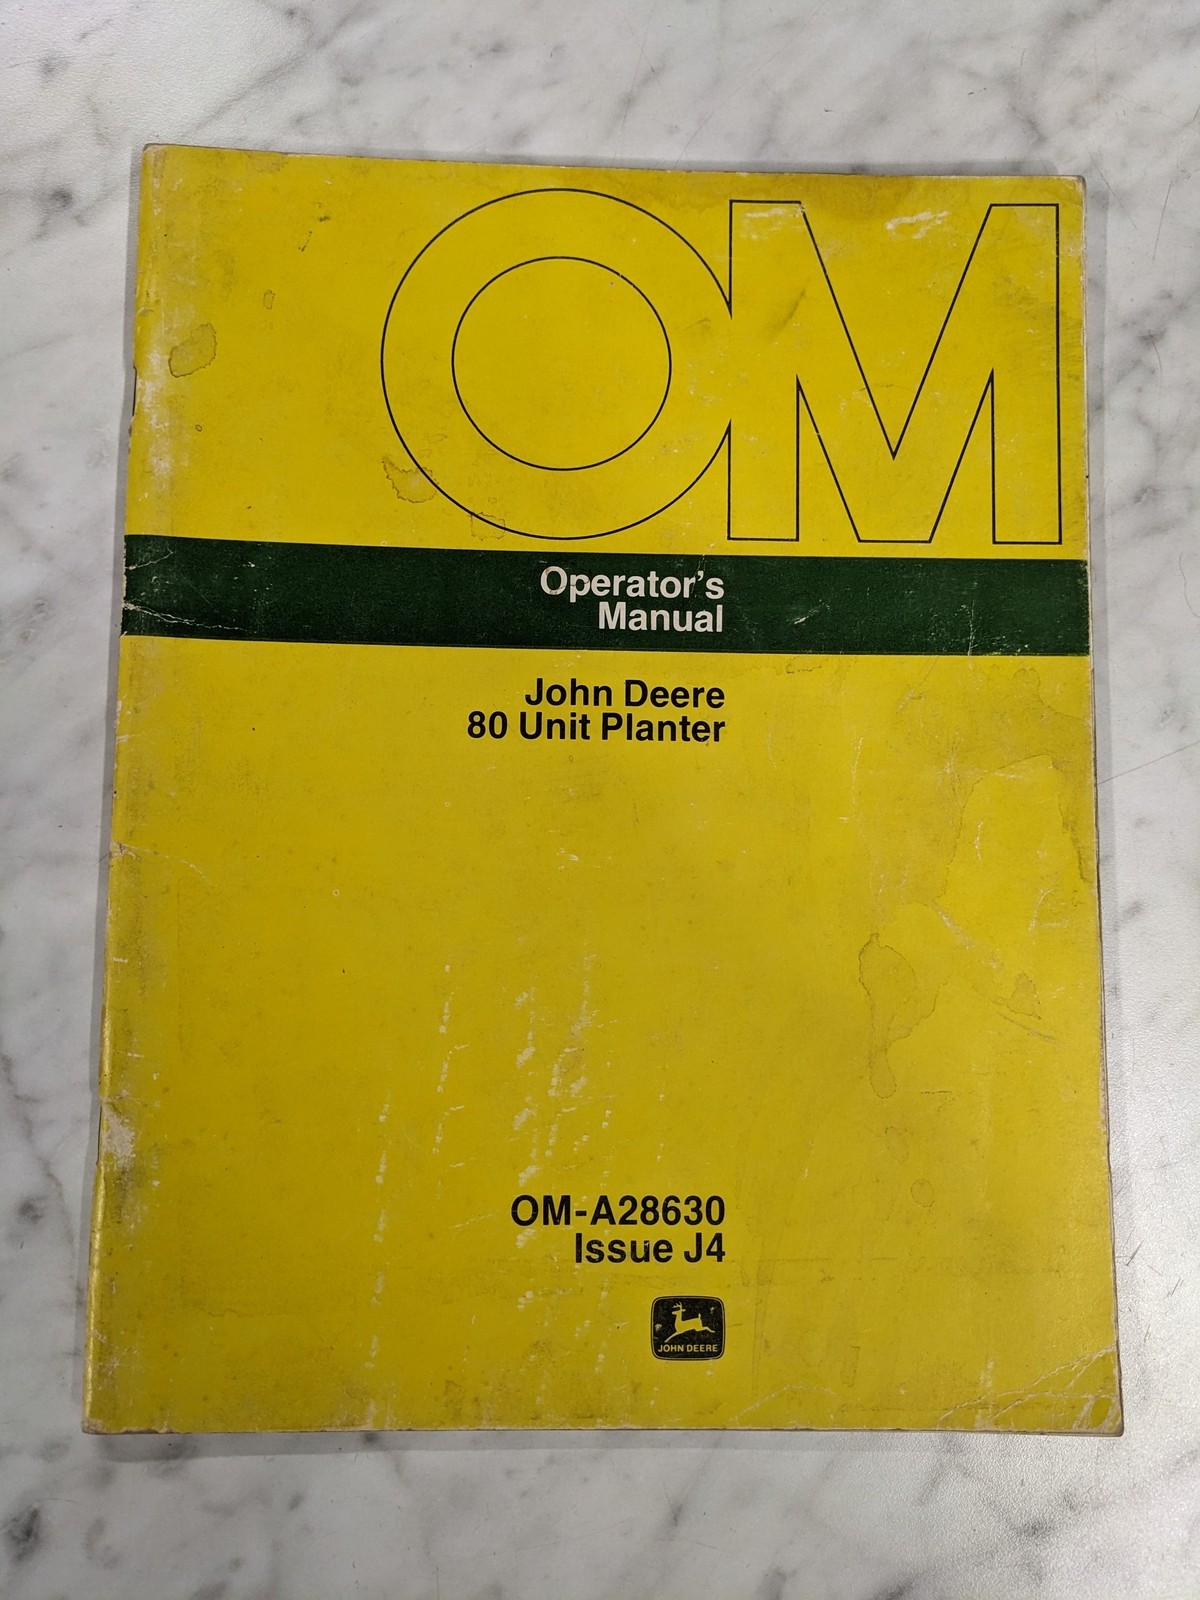 OM
Operator's
Manual
John Deere
80 Unit Planter
OM-A28630
Issue J4
JOHN DEERE